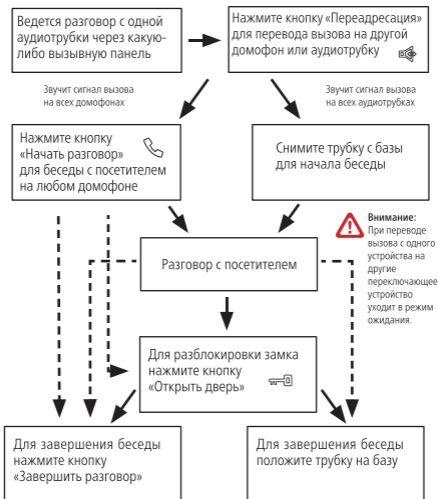 Ведется разговор с одной
аудиотрубки через какую-
либо вызывную панель
Нажмите кнопку «Переадресация»
для перевода вызова на другой
домофон или аудиотрубку
Звучит сигнал вызова
на всех домофонах
Звучит сигнал вызова
на всех аудиотрубках
Нажмите кнопку
«Начать разговор»
для беседы с посетителем
на любом домофоне
Снимите трубку с базы
для начала беседы
Внимание:
При переводе
вызова с одного
устройства на
другие
переключающее
устройство
уходит в режим
ожидания.
Разговор с посетителем
Для разблокировки замка
нажмите кнопку
«Открыть дверь»
Для завершения беседы
нажмите кнопку
«Завершить разговор»
Для завершения беседы
положите трубку на базу